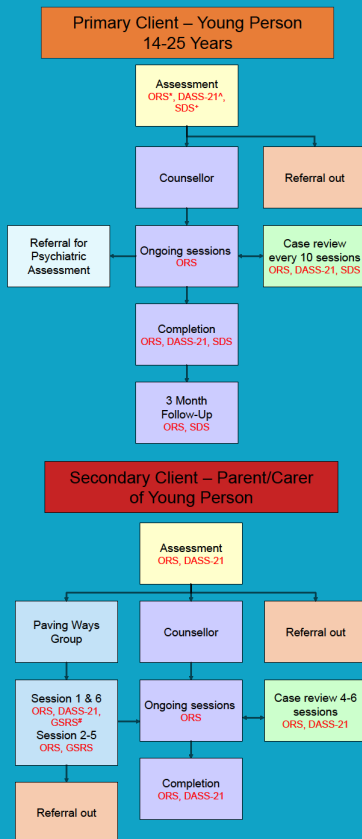 Primary Client – Young Person
14-25 Years
Assessment
ORS*, DASS-21^,
SDS+
Counsellor
Referral out
Referral for
Psychiatric
Assessment
Ongoing sessions
ORS
Case review
every 10 sessions
ORS, DASS-21, SDS
Completion
ORS, DASS-21, SDS
3 Month
Follow-Up
ORS, SDS
Secondary Client – Parent/Carer
of Young Person
Assessment
ORS, DASS-21
Paving Ways
Group
Counsellor
Referral out
Session 1 & 6
ORS, DASS-21,
GSRS#
Session 2-5
ORS, GSRS
Ongoing sessions
ORS
Case review 4-6
sessions
ORS, DASS-21
Completion
ORS, DASS-21
Referral out